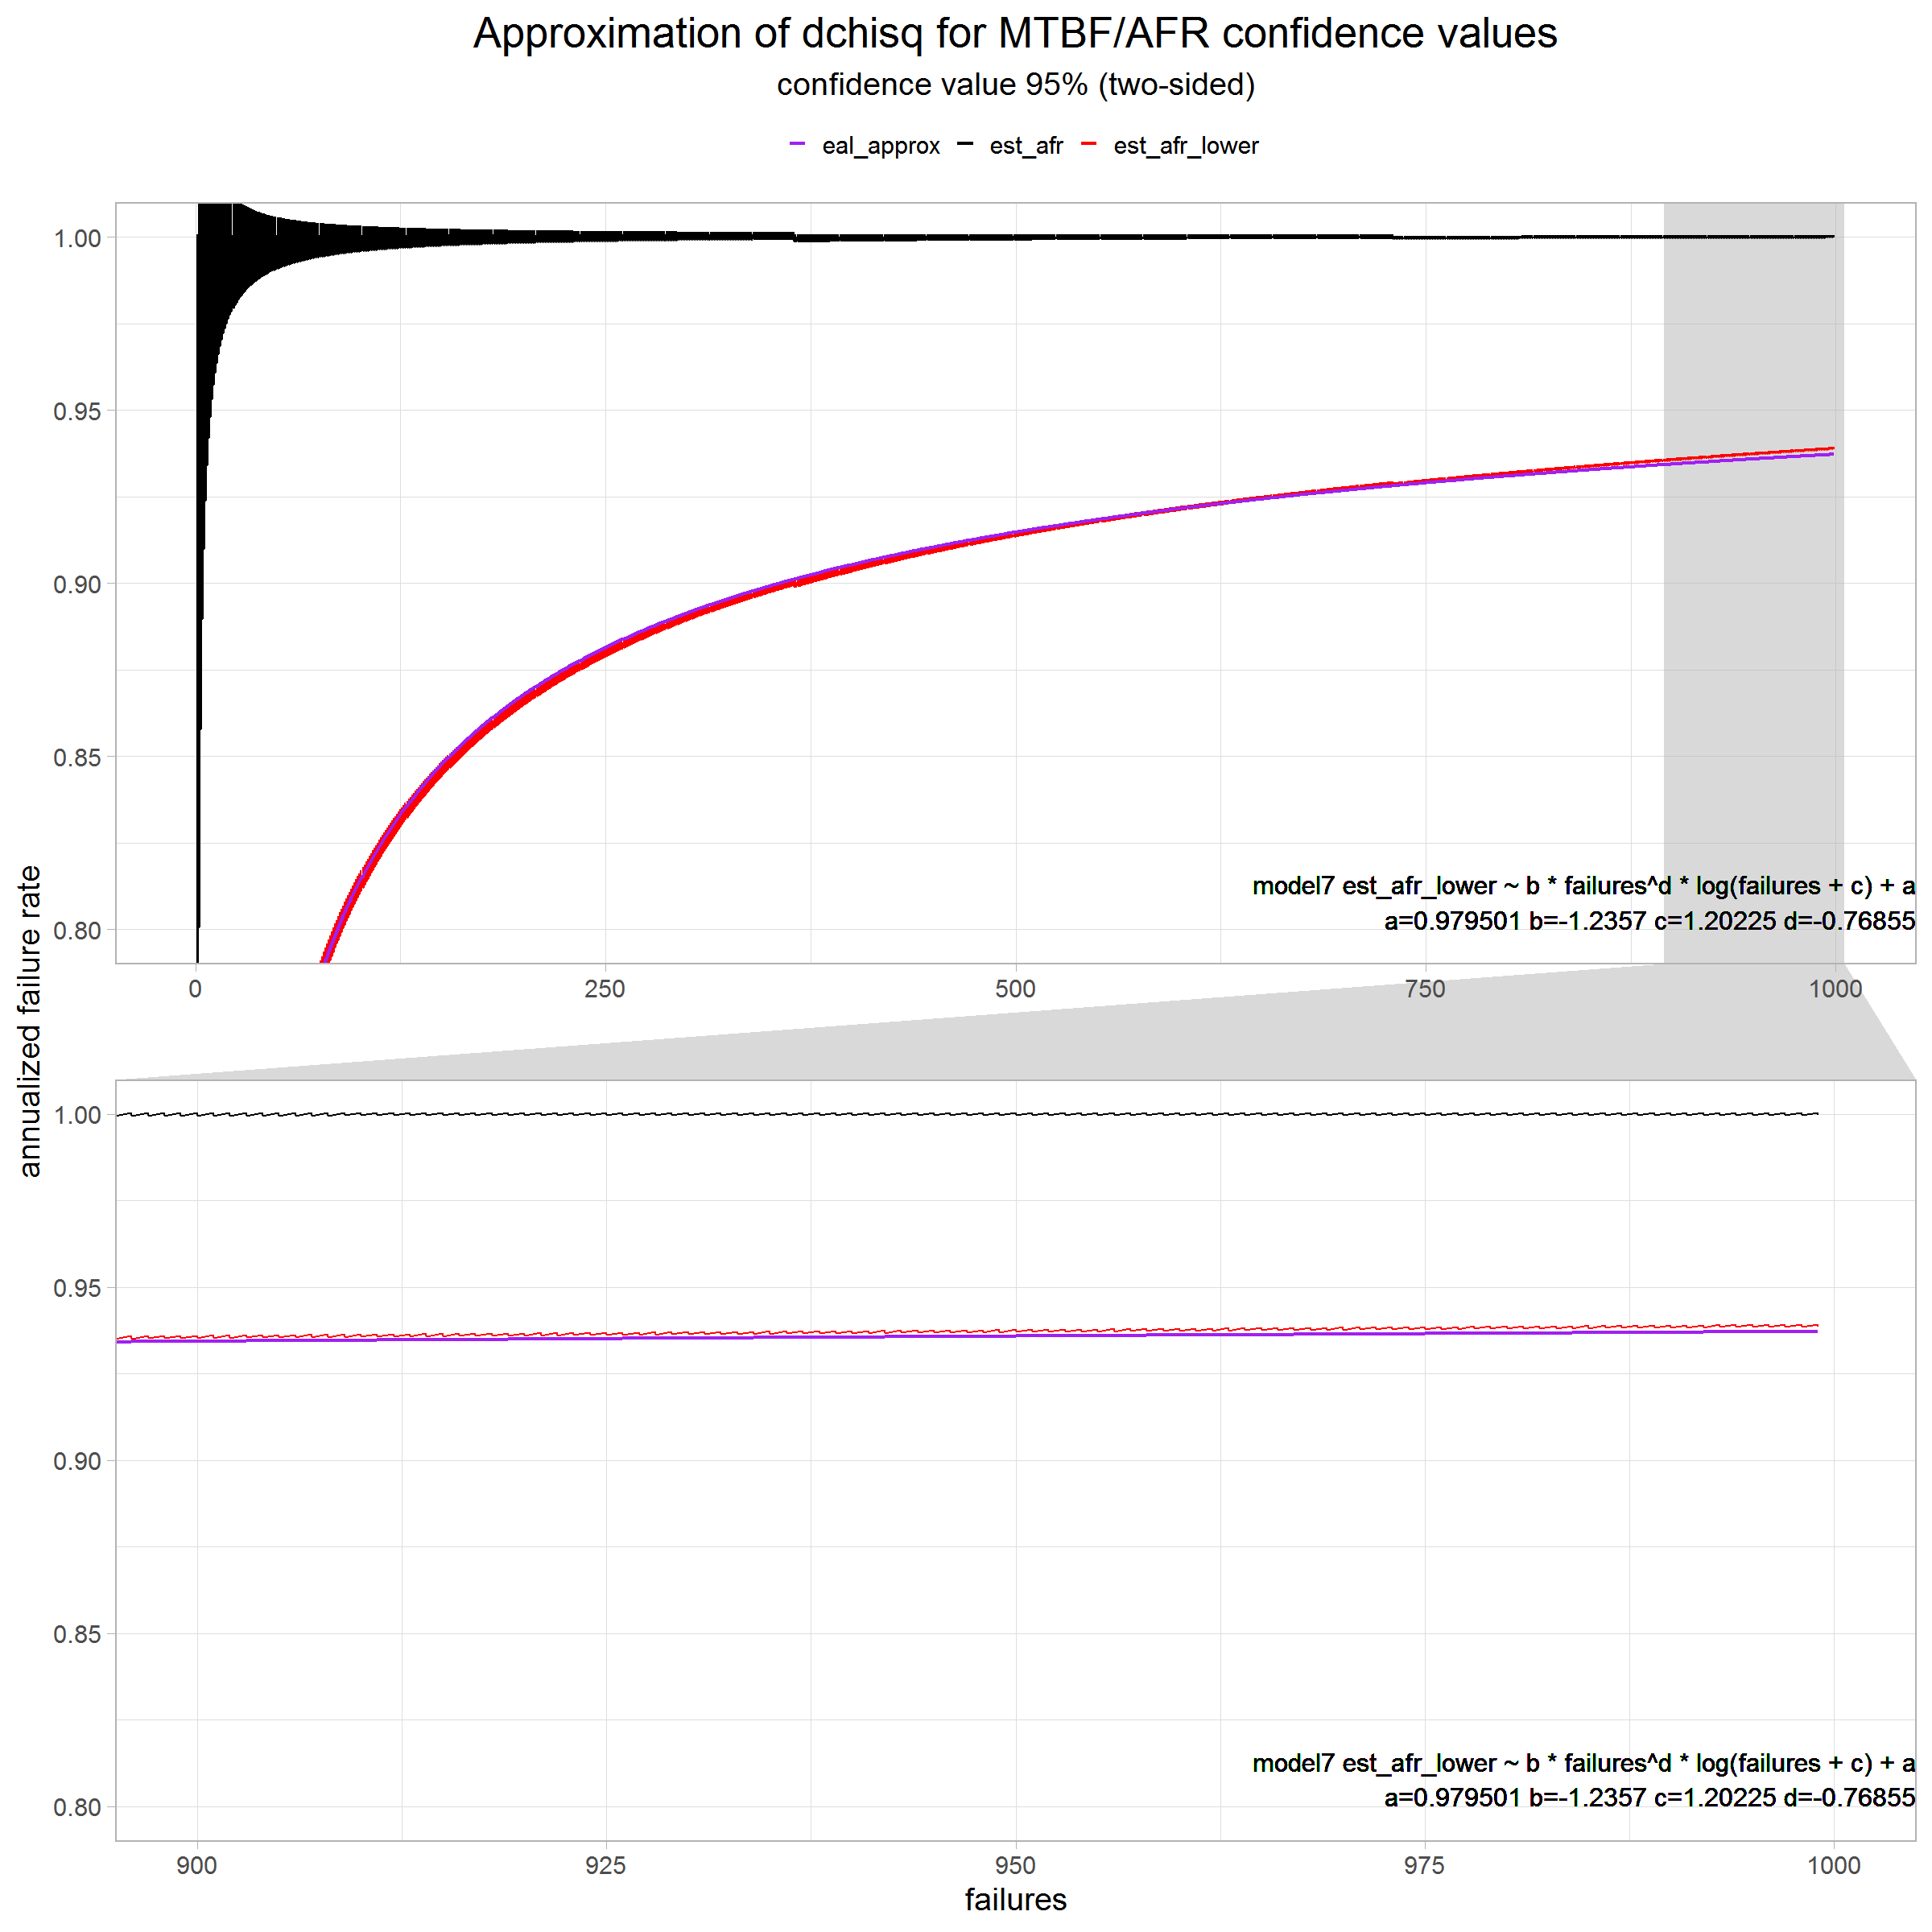 Approximation of dchisq for MTBF/AFR confidence values
confidence value 95% (two-sided)
eal_approx est_afr est_afr_lower
annualized failure rate
1.00
0.95
0.90
0.85
0.80
model7 est_afr_lower ~ b * failures^d * log(failures + c) + a
a=0.979501 b=-1.2357 c=1.20225 d=-0.76855
0 250 500 750 1000
1.00
0.95
0.90
0.85
0.80
model7 est_afr_lower ~ b * failures^d * log(failures + c) + a
a=0.979501 b=-1.2357 c=1.20225 d=-0.76855
900 925 950 975 1000
failures